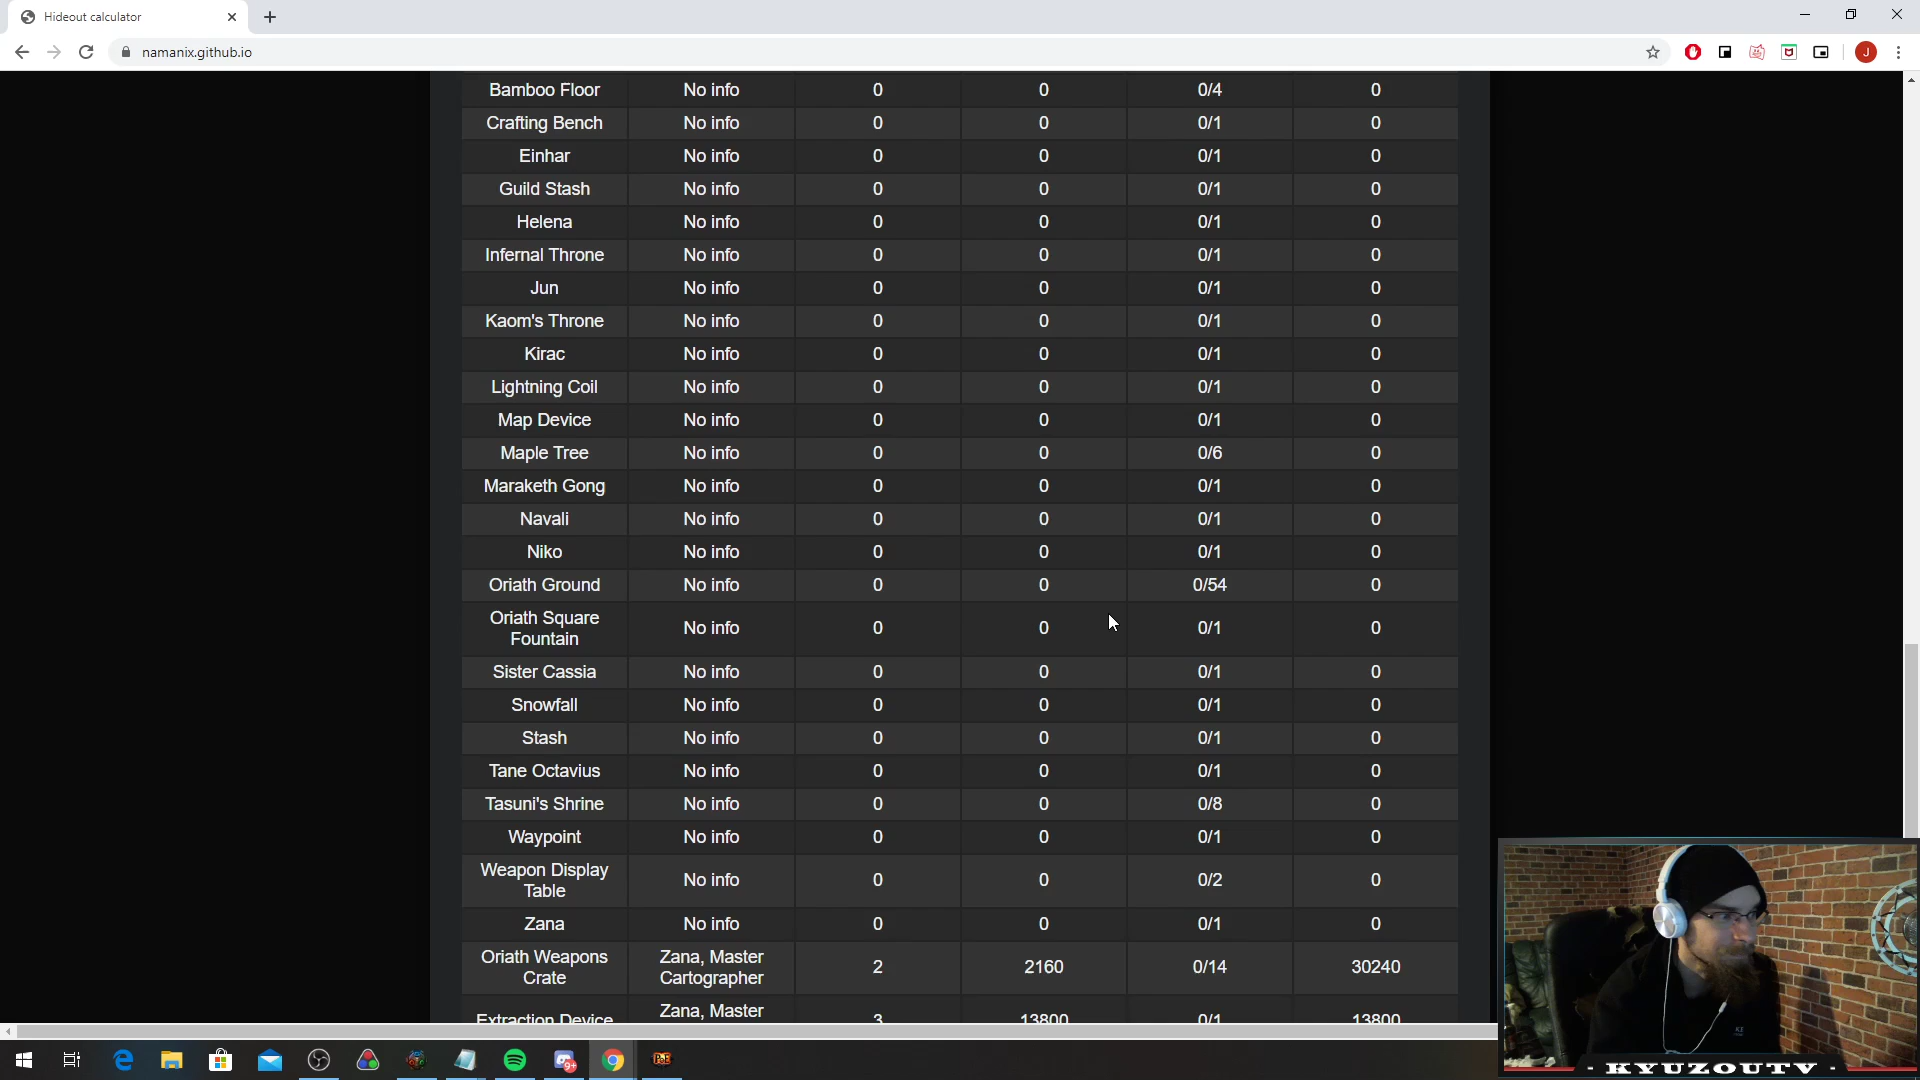 Hideout calculator
namanix.github.io
J
Bamboo Floor No info 0 0 0/4 0
Crafting Bench No info 0 0 0/1 0
Einhar No info 0 0 0/1 0
Guild Stash No info 0 0 0/1 0
Helena No info 0 0 0/1 0
Infernal Throne No info 0 0 0/1 0
Jun No info 0 0 0/1 0
Kaom's Throne No info 0 0 0/1 0
Kirac No info 0 0 0/1 0
Lightning Coil No info 0 0 0/1 0
Map Device No info 0 0 0/1 0
Maple Tree No info 0 0 0/6 0
Maraketh Gong No info 0 0 0/1 0
Navali No info 0 0 0/1 0
Niko No info 0 0 0/1 0
Oriath Ground No info 0 0 0/54 0
Oriath Square
Fountain No info 0 0 0/1 0
Sister Cassia No info 0 0 0/1 0
Snowfall No info 0 0 0/1 0
Stash No info 0 0 0/1 0
Tane Octavius No info 0 0 0/1 0
Tasuni's Shrine No info 0 0 0/8 0
Waypoint No info 0 0 0/1 0
Weapon Display
Table No info 0 0 0/2 0
Zana No info 0 0 0/1 0
Oriath Weapons Zana, Master
Crate Cartographer 2 2160 0/14 30240
Extraction Device Zana, Master 3 13800 0/1 13800
9+
PoE
- KYUZOUTV -